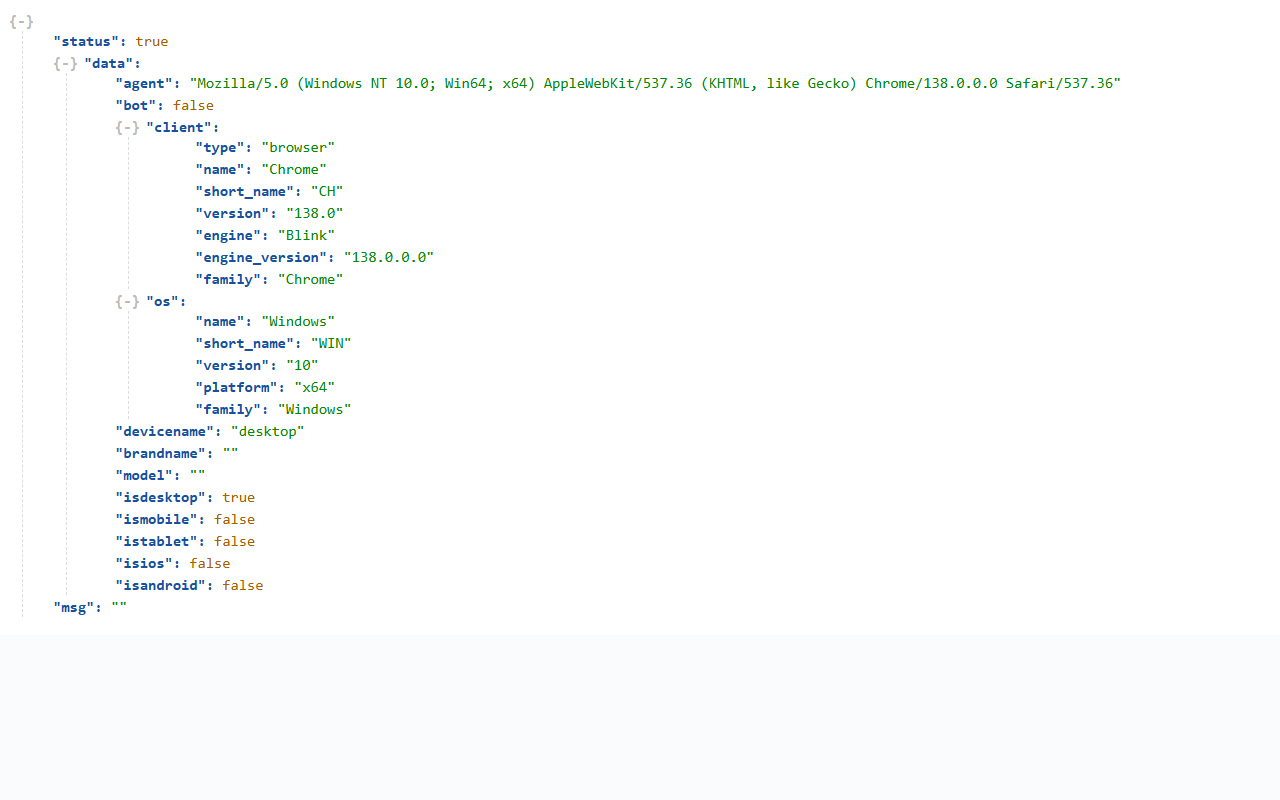 {-}
"status": true
{-} "data":
"agent": "Mozilla/5.0 (Windows NT 10.0; Win64; x64) AppleWebKit/537.36 (KHTML, like Gecko) Chrome/138.0.0.0 Safari/537.36"
"bot": false
{-} "client":
"type": "browser"
"name": "Chrome"
"short_name": "CH"
"version": "138.0"
"engine": "Blink"
"engine_version": "138.0.0.0"
"family": "Chrome"
{-} "os":
"name": "Windows"
"short_name": "WIN"
"version": "10"
"platform": "x64"
"family": "Windows"
"devicename": "desktop"
"brandname": ""
"model": ""
"isdesktop": true
"ismobile": false
"istablet": false
"isios": false
"isandroid": false
"msg": ""